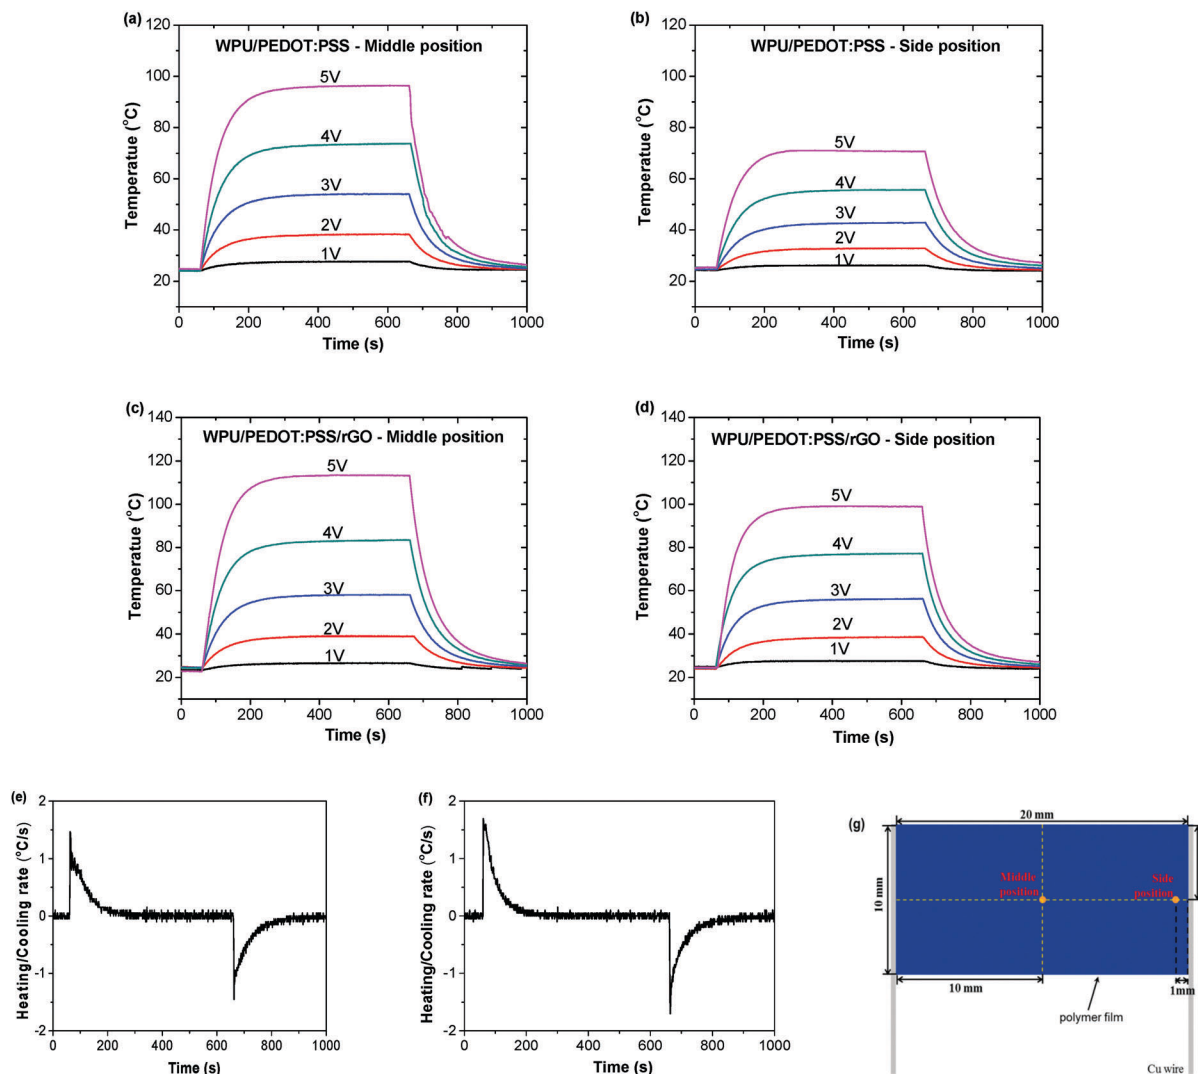 (a)
WPU/PEDOT:PSS - Middle position
Temperatue (°C)
120
100
80
60
40
20
5V
4V
3V
2V
1V
0 200 400 600 800 1000
Time (s)
(b)
WPU/PEDOT:PSS - Side position
Temperatue (°C)
120
100
80
60
40
20
5V
4V
3V
2V
1V
0 200 400 600 800 1000
Time (s)
(c)
WPU/PEDOT:PSS/rGO - Middle position
Temperatue (°C)
140
120
100
80
60
40
20
5V
4V
3V
2V
1V
0 200 400 600 800 1000
Time (s)
(d)
WPU/PEDOT:PSS/rGO - Side position
Temperatue (°C)
140
120
100
80
60
40
20
5V
4V
3V
2V
1V
0 200 400 600 800 1000
Time (s)
(e)
Heating/Cooling rate (°C/s)
2
1
0
-1
-2
0 200 400 600 800 1000
Time (s)
(f)
Heating/Cooling rate (°C/s)
2
1
0
-1
-2
0 200 400 600 800 1000
Time (s)
(g)
20 mm
10 mm
Middle
position
Side
position
10 mm
1mm
polymer film
Cu wire